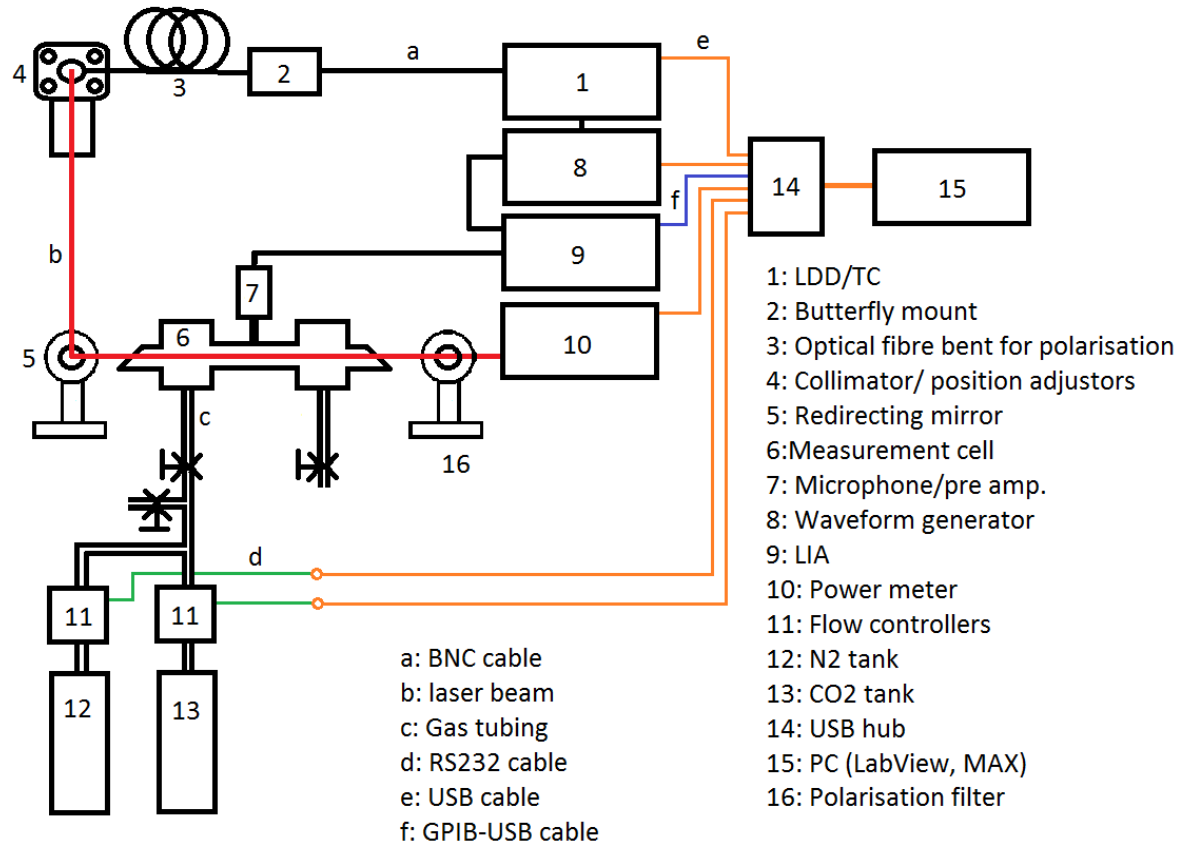 e
a
4
3
2
1
8
14
15
f
b
9
7
6
10
5
c
16
d
11
11
12
13
1: LDD/TC
2: Butterfly mount
3: Optical fibre bent for polarisation
4: Collimator/ position adjustors
5: Redirecting mirror
6:Measurement cell
7: Microphone/pre amp.
8: Waveform generator
9: LIA
10: Power meter
11: Flow controllers
12: N2 tank
13: CO2 tank
14: USB hub
15: PC (LabView, MAX)
16: Polarisation filter
a: BNC cable
b: laser beam
c: Gas tubing
d: RS232 cable
e: USB cable
f: GPIB-USB cable